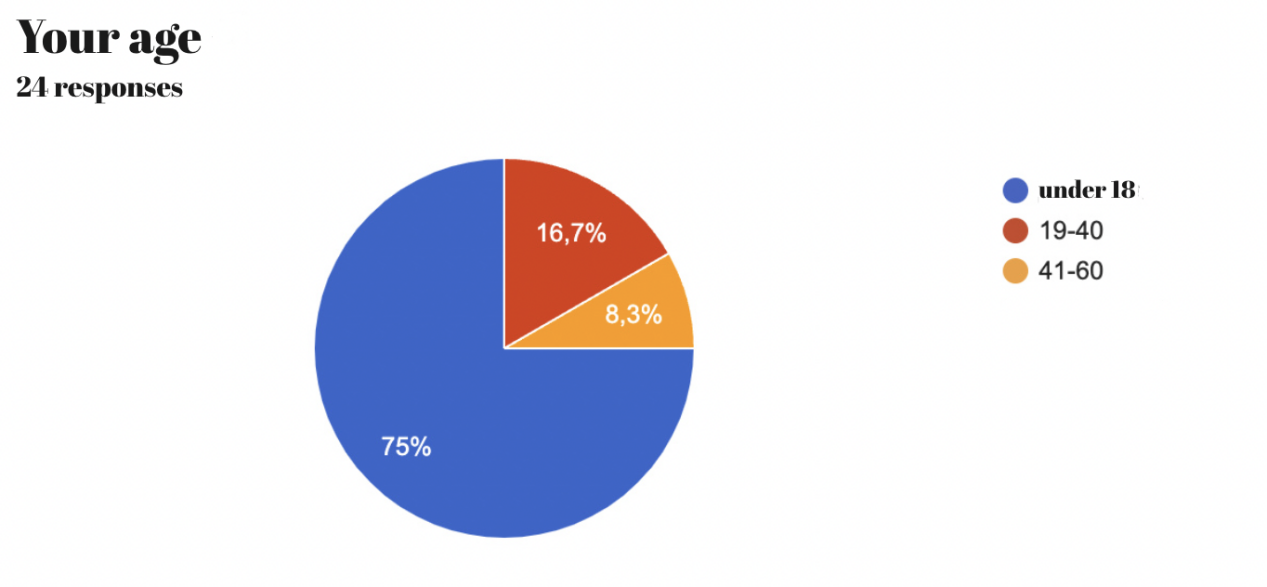 Your age
24 responses
16,7%
8,3%
75%
under 18
19-40
41-60